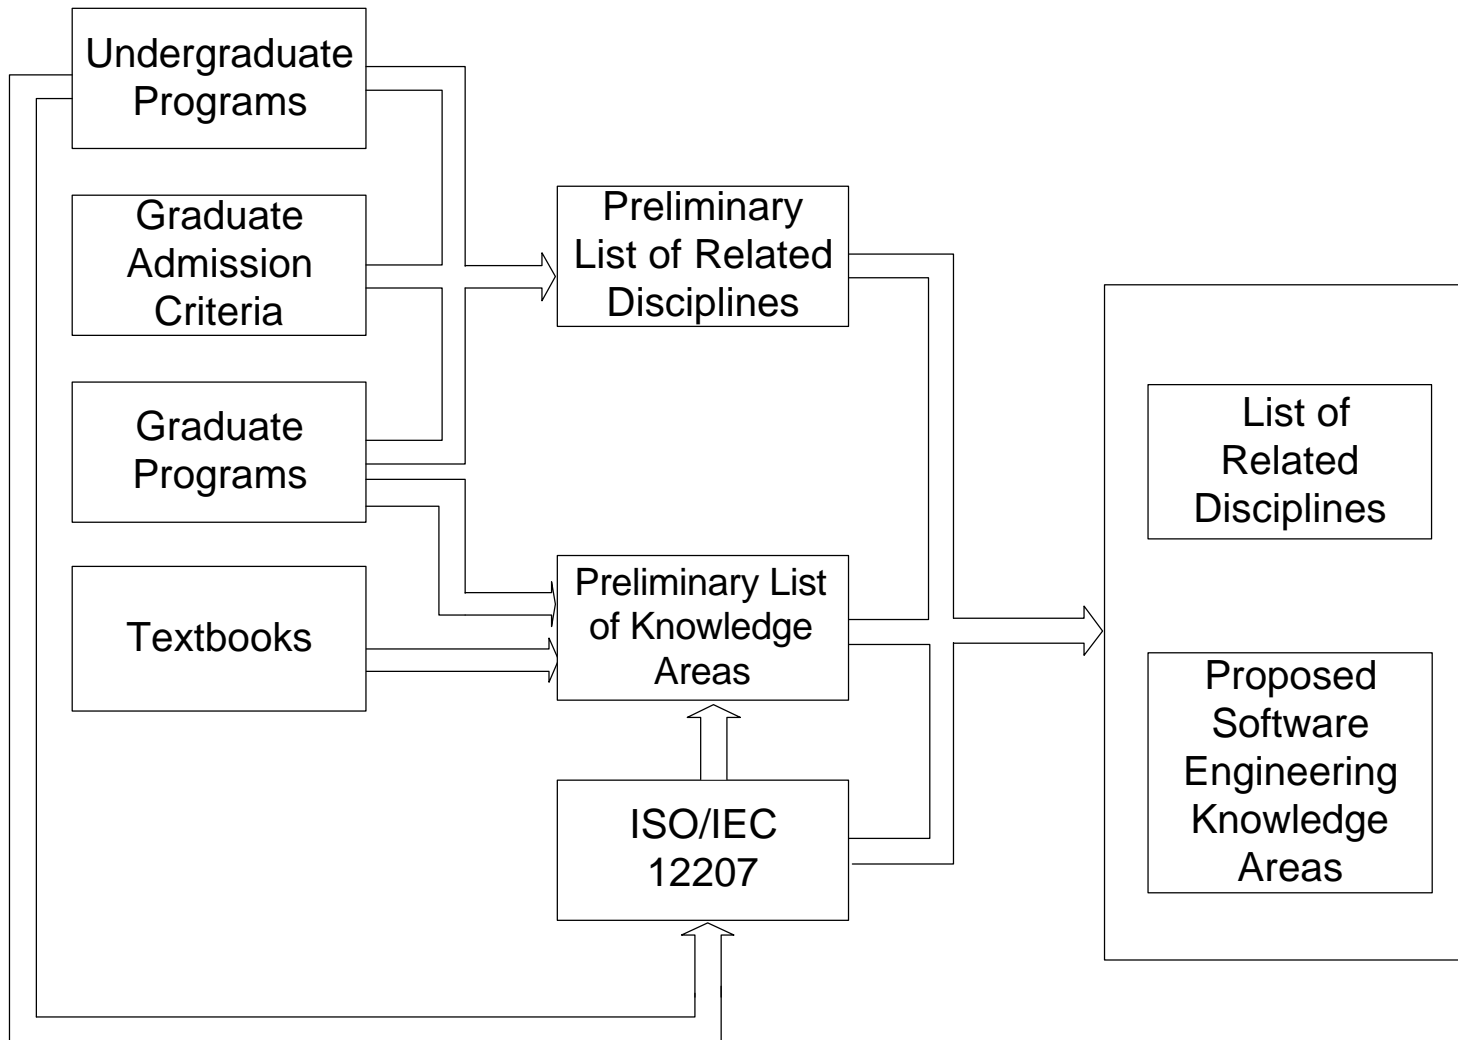 Undergraduate
Programs
Graduate
Admission
Criteria
Graduate
Programs
Textbooks
Preliminary
List of Related
Disciplines
Preliminary List
of Knowledge
Areas
ISO/IEC
12207
List of
Related
Disciplines
Proposed
Software
Engineering
Knowledge
Areas